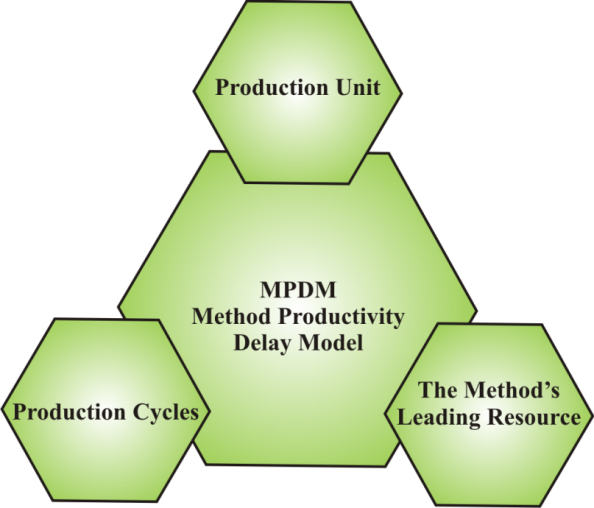 Production Unit
MPDM
Method Productivity
Delay Model
Production Cycles
The Method’s
Leading Resource